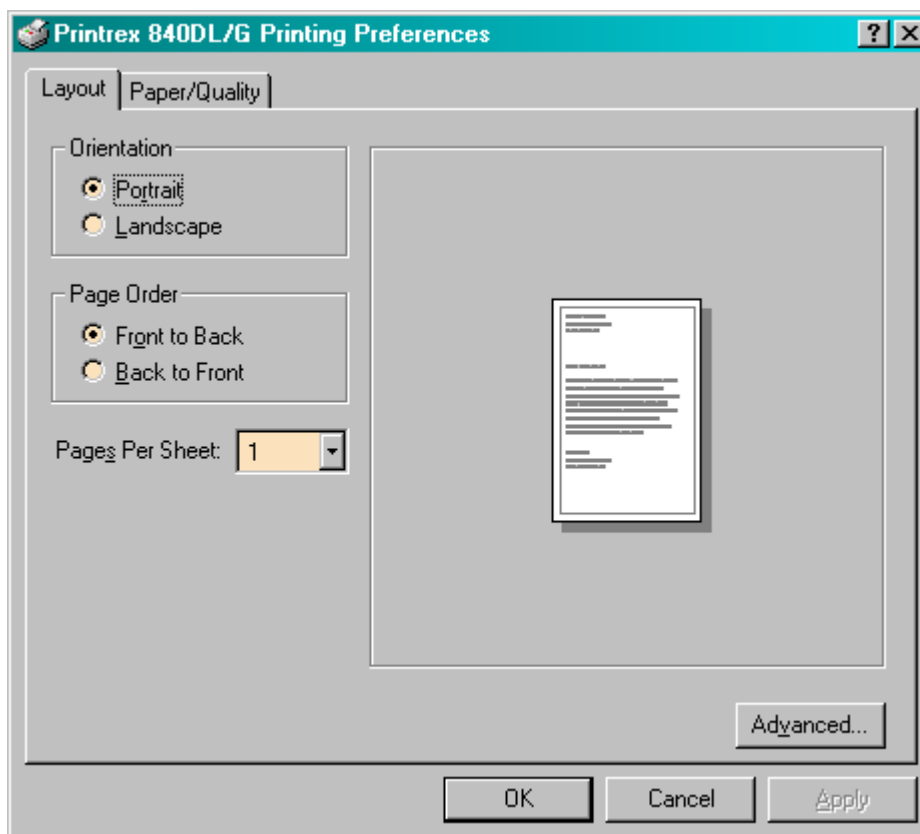 Printrex 840DL/G Printing Preferences
Layout
Paper/Quality
Orientation
Portrait
Landscape
Page Order
Front to Back
Back to Front
Pages Per Sheet:
1
Advanced...
OK
Cancel
Apply